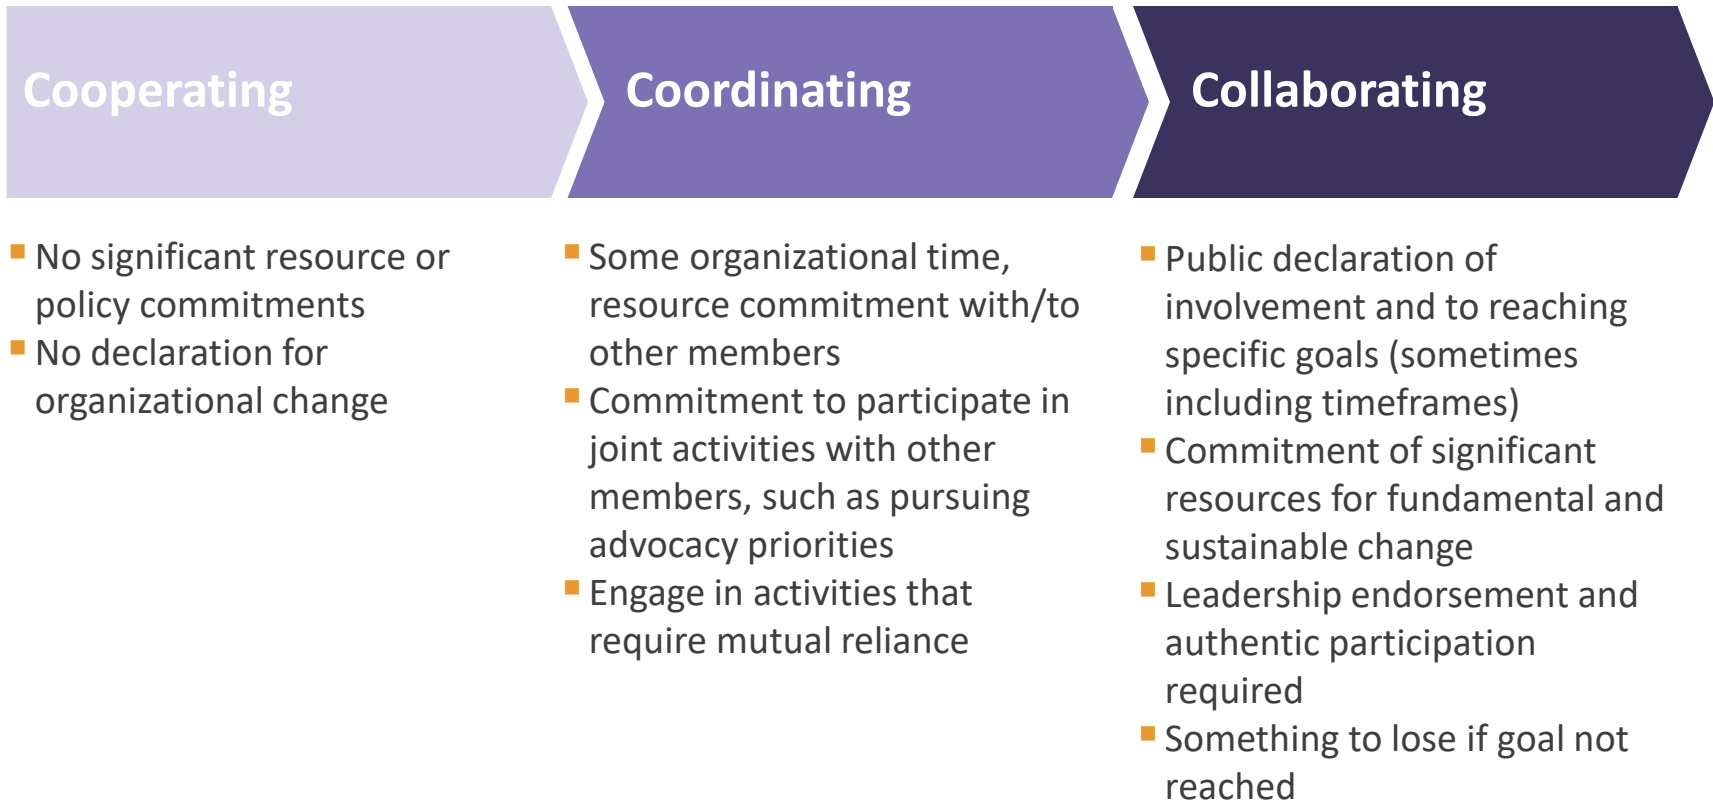 Cooperating
Coordinating
Collaborating
No significant resource or
policy commitments
No declaration for
organizational change
Some organizational time,
resource commitment with/to
other members
Commitment to participate in
joint activities with other
members, such as pursuing
advocacy priorities
Engage in activities that
require mutual reliance
Public declaration of
involvement and to reaching
specific goals (sometimes
including timeframes)
Commitment of significant
resources for fundamental and
sustainable change
Leadership endorsement and
authentic participation
required
Something to lose if goal not
reached